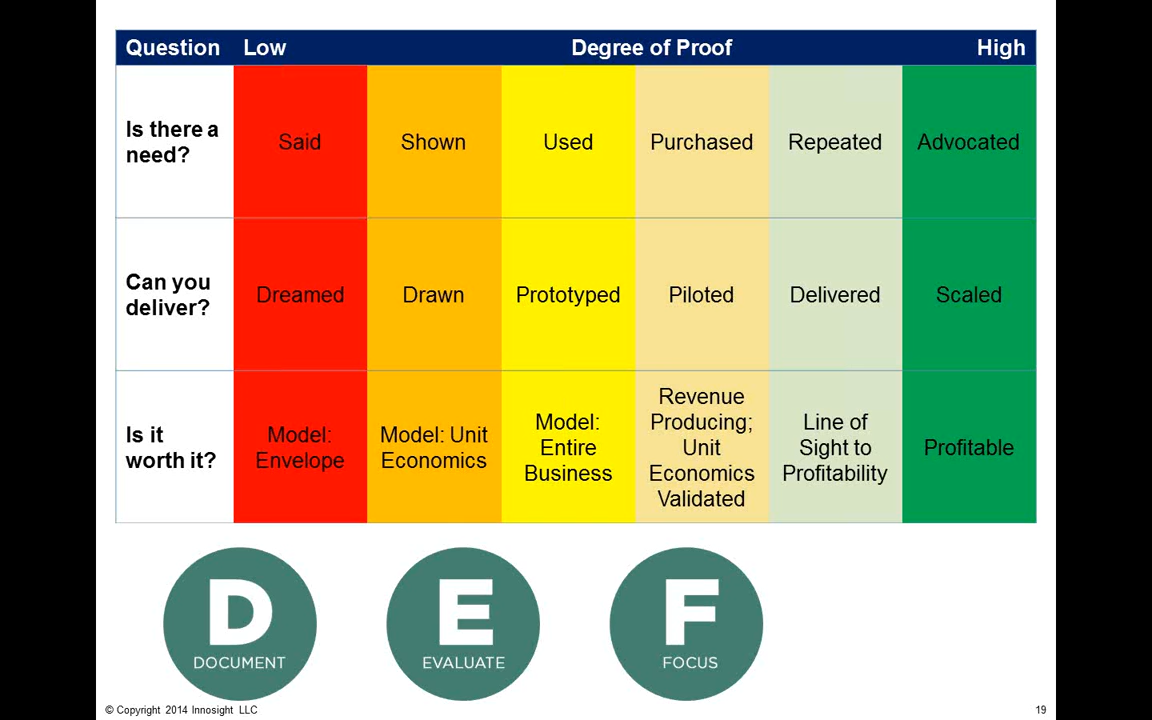 Question Low Degree of Proof High
Is there a
need?
Said
Shown
Used
Purchased
Repeated
Advocated
Can you
deliver?
Dreamed
Drawn
Prototyped
Piloted
Delivered
Scaled
Is it
worth it?
Model:
Envelope
Model: Unit
Economics
Model:
Entire
Business
Revenue
Producing;
Unit
Economics
Validated
Line of
Sight to
Profitability
Profitable
D
DOCUMENT
E
EVALUATE
F
FOCUS
© Copyright 2014 Innosight LLC
19